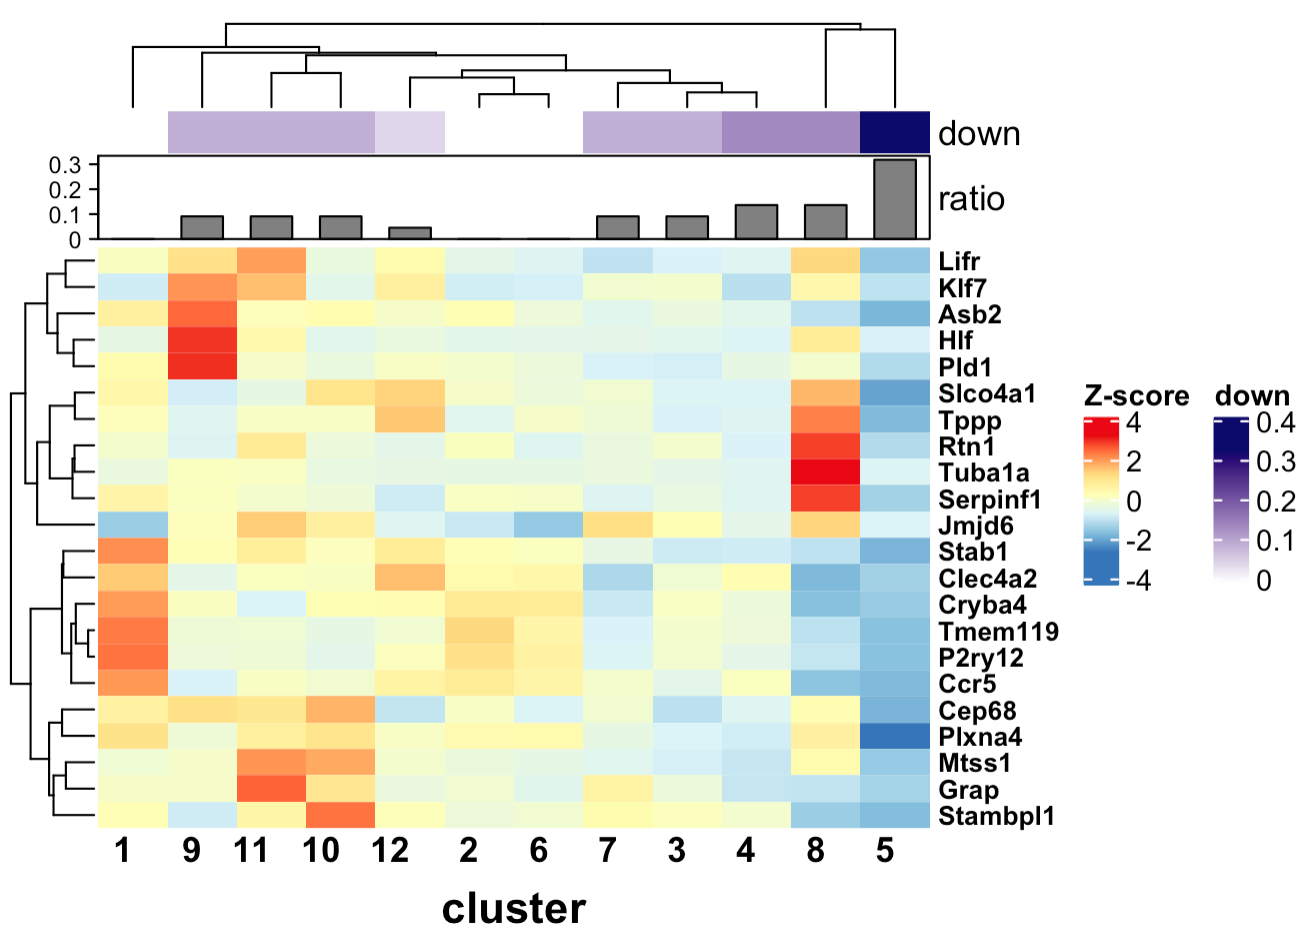 down
0.3
0.2
0.1
0
ratio
Lifr
Klf7
Asb2
Hlf
Pld1
Slco4a1
Tppp
Rtn1
Tuba1a
Serpinf1
Jmjd6
Stab1
Clec4a2
Cryba4
Tmem119
P2ry12
Ccr5
Cep68
Plxna4
Mtss1
Grap
Stambpl1
1 9 11 10 12 2 6 7 3 4 8 5
cluster
Z-score
4
2
0
-2
-4
down
0.4
0.3
0.2
0.1
0